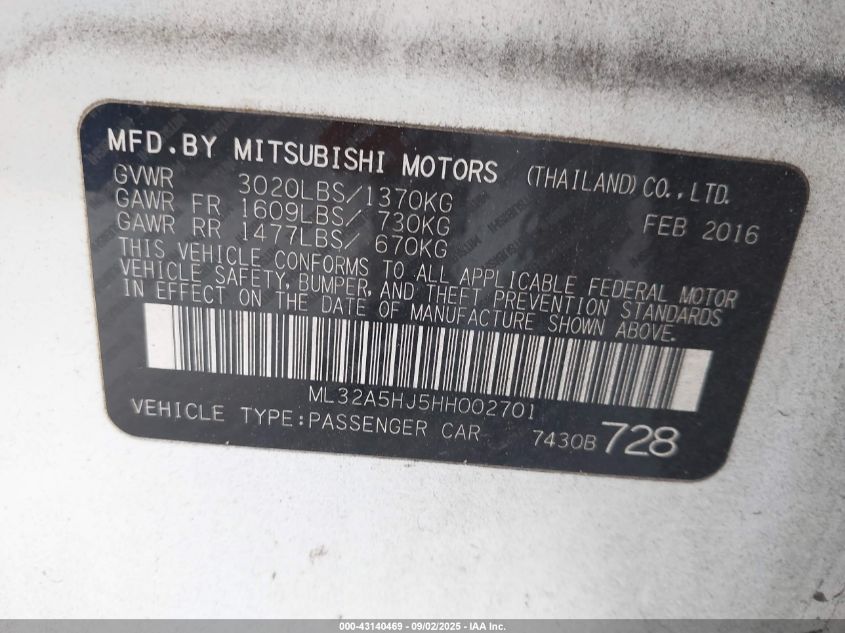 MFD.BY MITSUBISHI MOTORS (THAILAND) CO.,LTD.
GVWR 3020LBS/1370KG
GAWR FR 1609LBS/ 730KG FEB 2016
GAWR RR 1477LBS/ 670KG
THIS VEHICLE CONFORMS TO ALL APPLICABLE FEDERAL MOTOR
VEHICLE SAFETY, BUMPER, AND THEFT PREVENTION STANDARDS
IN EFFECT ON THE DATE OF MANUFACTURE SHOWN ABOVE.
ML32A5HJ5HH002701
VEHICLE TYPE:PASSENGER CAR 7430B 728
000-43140469 - 09/02/2025 - IAA Inc.